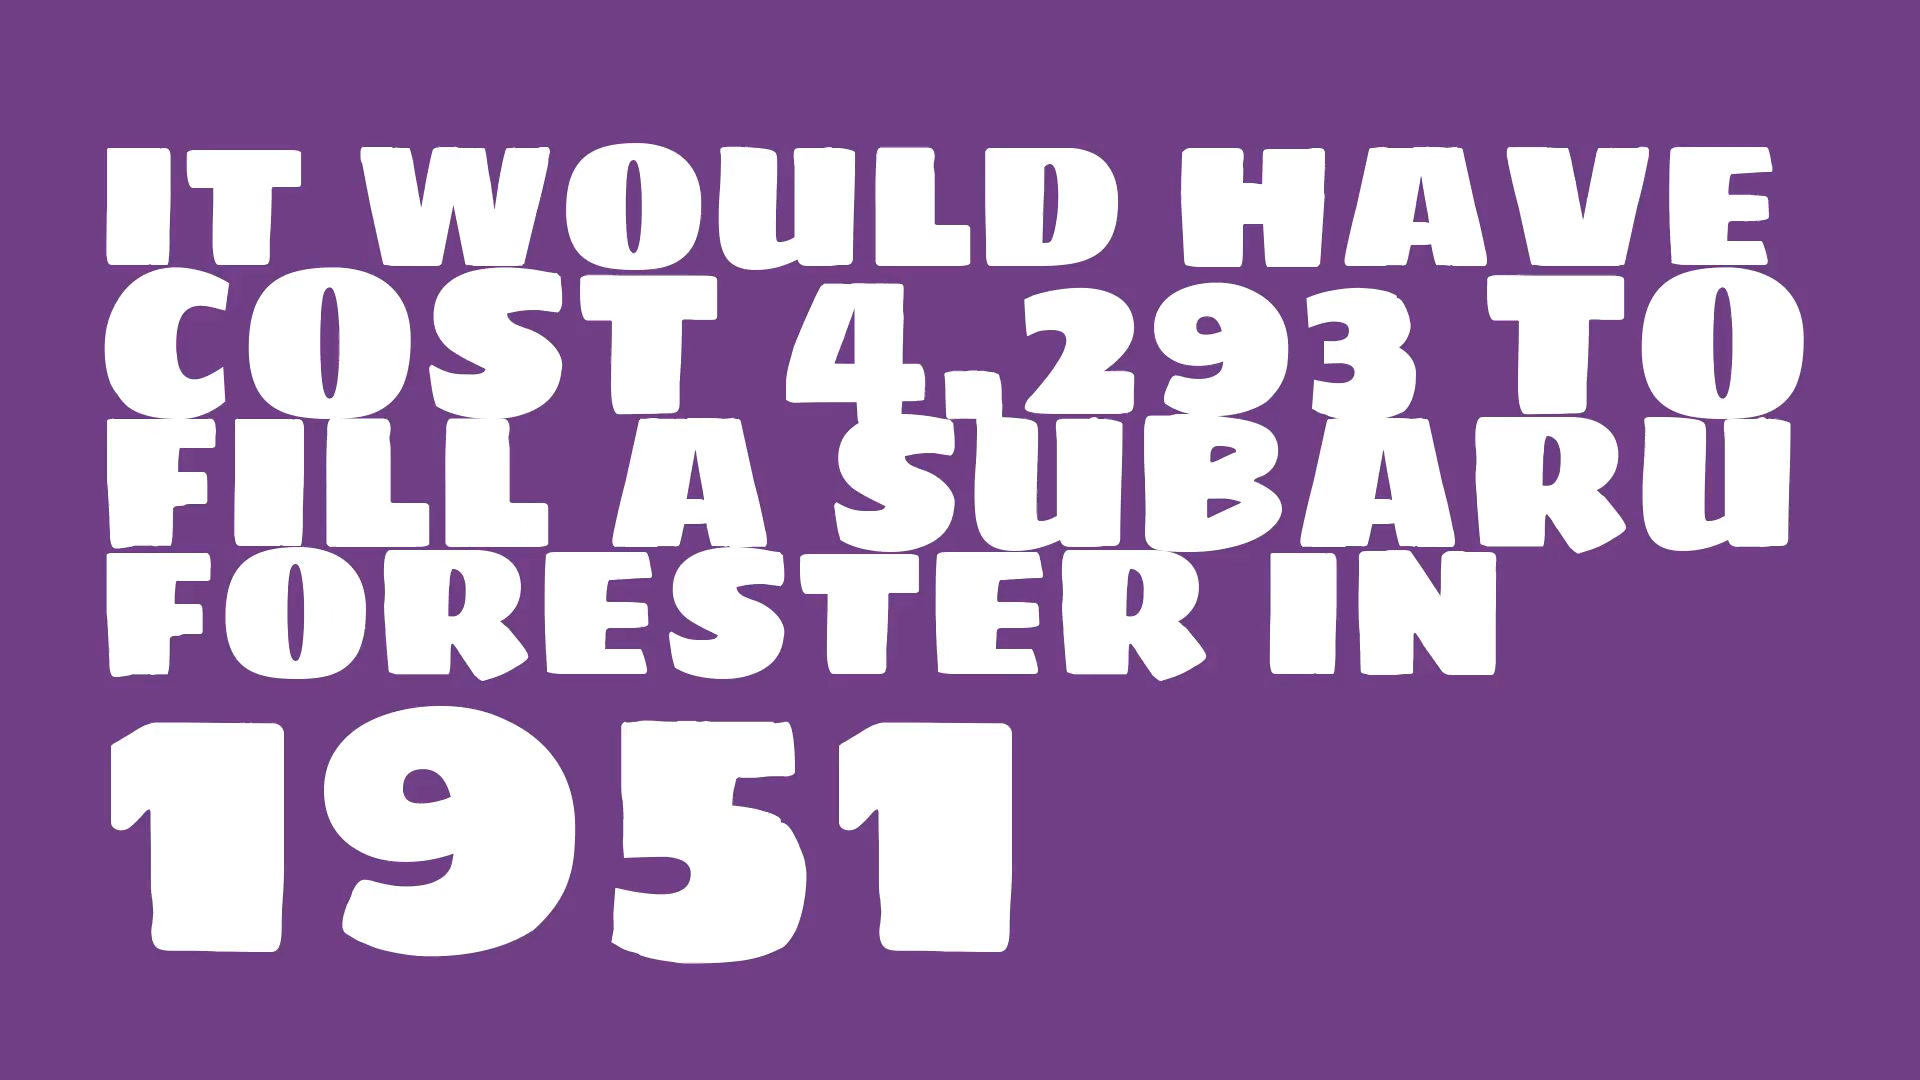 IT WOULD HAVE
COST 4,293 TO
FILL A SUBARU
FORESTER IN
1951